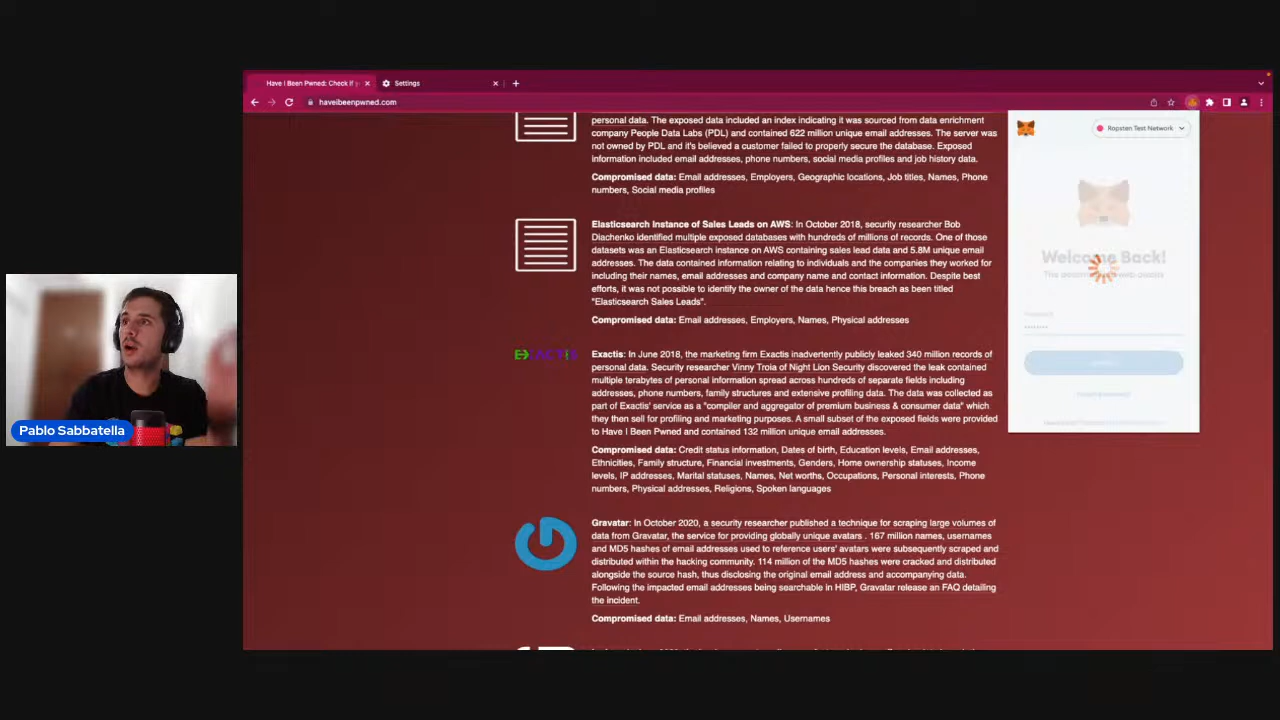 Have I Been Pwned: Check if y
Settings
haveibeenpwned.com
personal data. The exposed data included an index indicating it was sourced from data enrichment
company People Data Labs (PDL) and contained 622 million unique email addresses. The server was
not owned by PDL and it's believed a customer failed to properly secure the database. Exposed
information included email addresses, phone numbers, social media profiles and job history data.
Compromised data: Email addresses, Employers, Geographic locations, Job titles, Names, Phone
numbers, Social media profiles
Elasticsearch Instance of Sales Leads on AWS: In October 2018, security researcher Bob
Diachenko identified multiple exposed databases with hundreds of millions of records. One of those
datasets was an Elasticsearch instance on AWS containing sales lead data and 5.8M unique email
addresses. The data contained information relating to individuals and the companies they worked for
including their names, email addresses and company name and contact information. Despite best
efforts, it was not possible to identify the owner of the data hence this breach as been titled
"Elasticsearch Sales Leads".
Compromised data: Email addresses, Employers, Names, Physical addresses
EXACTIS
Exactis: In June 2018, the marketing firm Exactis inadvertently publicly leaked 340 million records of
personal data. Security researcher Vinny Troia of Night Lion Security discovered the leak contained
multiple terabytes of personal information spread across hundreds of separate fields including
addresses, phone numbers, family structures and extensive profiling data. The data was collected as
part of Exactis' service as a "compiler and aggregator of premium business & consumer data" which
they then sell for profiling and marketing purposes. A small subset of the exposed fields were provided
to Have I Been Pwned and contained 132 million unique email addresses.
Compromised data: Credit status information, Dates of birth, Education levels, Email addresses,
Ethnicities, Family structure, Financial investments, Genders, Home ownership statuses, Income
levels, IP addresses, Marital statuses, Names, Net worths, Occupations, Personal interests, Phone
numbers, Physical addresses, Religions, Spoken languages
Gravatar: In October 2020, a security researcher published a technique for scraping large volumes of
data from Gravatar, the service for providing globally unique avatars . 167 million names, usernames
and MD5 hashes of email addresses used to reference users' avatars were subsequently scraped and
distributed within the hacking community. 114 million of the MD5 hashes were cracked and distributed
alongside the source hash, thus disclosing the original email address and accompanying data.
Following the impacted email addresses being searchable in HIBP, Gravatar release an FAQ detailing
the incident.
Compromised data: Email addresses, Names, Usernames
Ropsten Test Network
Welcome Back!
The decentralized web awaits
Pablo Sabbatella